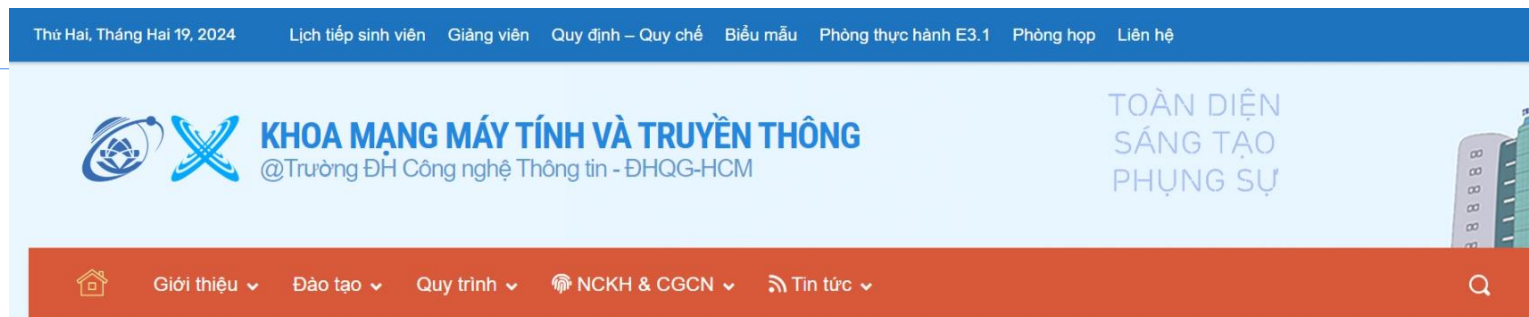 Thứ Hai, Tháng Hai 19, 2024 Lịch tiếp sinh viên Giảng viên Quy định – Quy chế Biểu mẫu Phòng thực hành E3.1 Phòng họp Liên hệ
KHOA MẠNG MÁY TÍNH VÀ TRUYỀN THÔNG
@Trường ĐH Công nghệ Thông tin - ĐHQG-HCM
TOÀN DIỆN
SÁNG TẠO
PHỤNG SỰ
Giới thiệu Đào tạo Quy trình NCKH & CGCN Tin tức